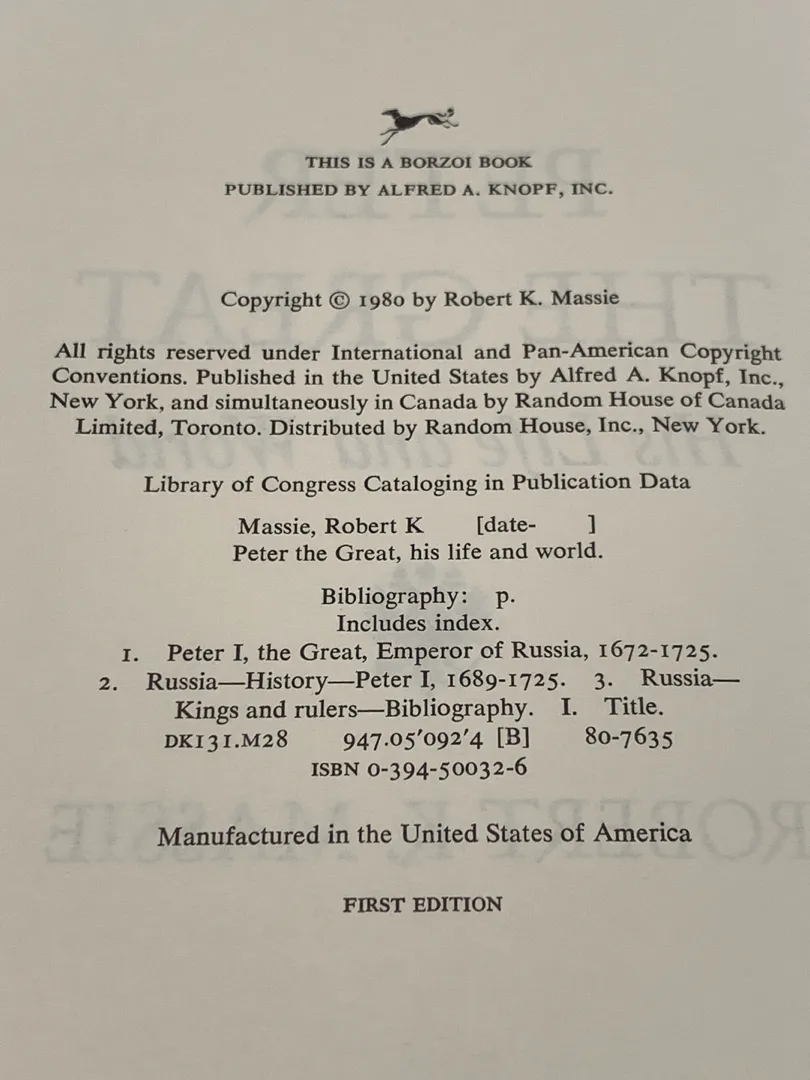 THIS IS A BORZOI BOOK
PUBLISHED BY ALFRED A. KNOPF, INC.
Copyright © 1980 by Robert K. Massie
All rights reserved under International and Pan-American Copyright
Conventions. Published in the United States by Alfred A. Knopf, Inc.,
New York, and simultaneously in Canada by Random House of Canada
Limited, Toronto. Distributed by Random House, Inc., New York.
Library of Congress Cataloging in Publication Data
Massie, Robert K [date- ]
Peter the Great, his life and world.
Bibliography: p.
Includes index.
1. Peter I, the Great, Emperor of Russia, 1672-1725.
2. Russia—History—Peter I, 1689-1725. 3. Russia—
Kings and rulers—Bibliography. I. Title.
DK131.M28 947.05'092'4 [B] 80-7635
ISBN 0-394-50032-6
Manufactured in the United States of America
FIRST EDITION